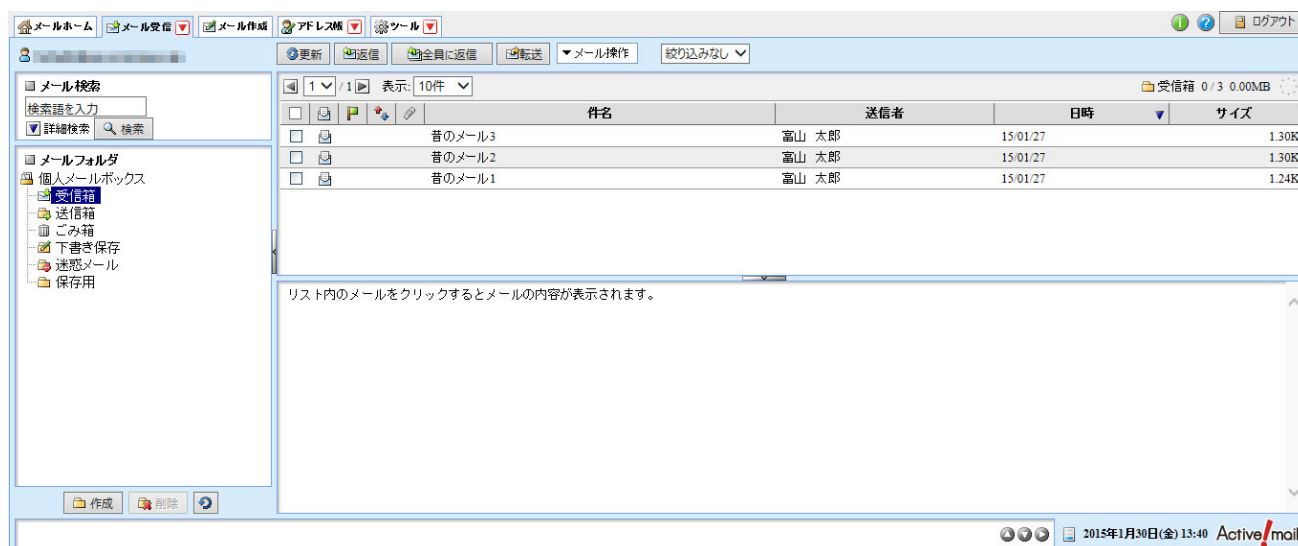 メールホーム メール受信 メール作成 アドレス帳 ツール ログアウト
更新 返信 全員に返信 転送 ▼メール操作 絞り込みなし
メール検索
検索語を入力
詳細検索 検索
1 /1 表示: 10件 受信箱 0 / 3 0.00MB
件名 送信者 日時 サイズ
昔のメール3 富山 太郎 15/01/27 1.30K
昔のメール2 富山 太郎 15/01/27 1.30K
昔のメール1 富山 太郎 15/01/27 1.24K
メールフォルダ
個人メールボックス
受信箱
送信箱
ごみ箱
下書き保存
迷惑メール
保存用
リスト内のメールをクリックするとメールの内容が表示されます。
作成 削除
2015年1月30日(金) 13:40 Active!mail